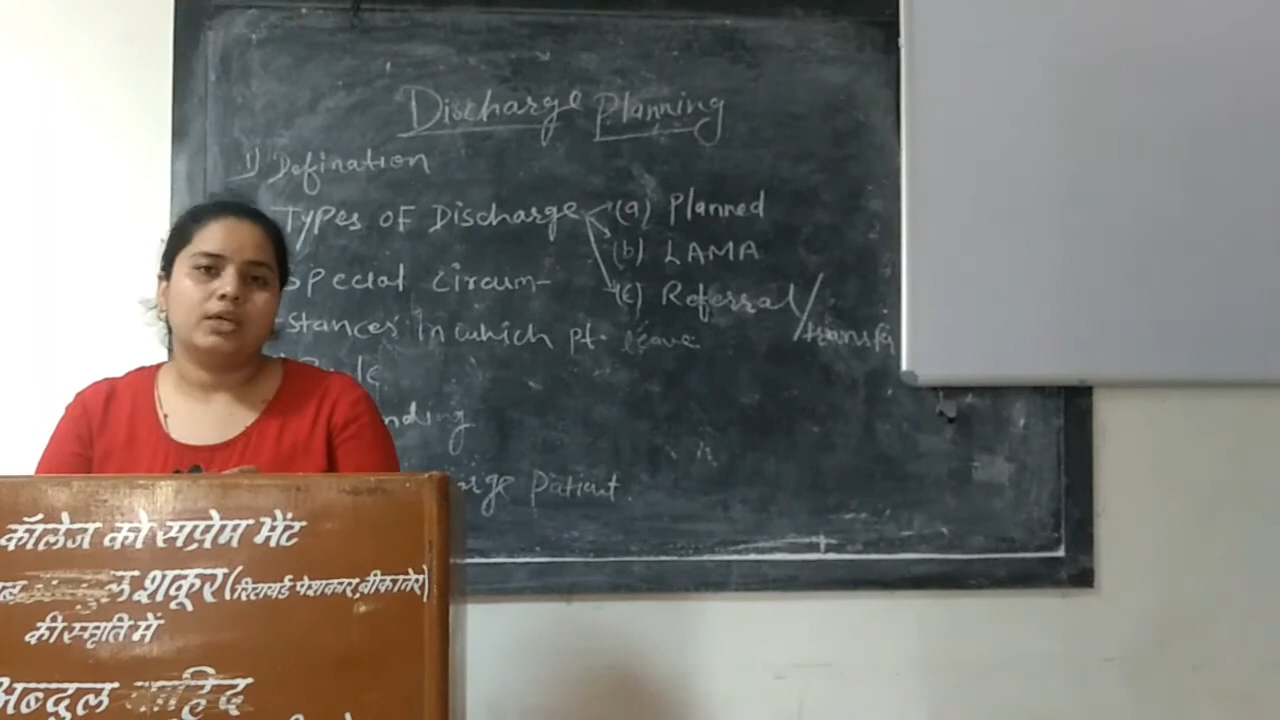 Discharge Planning
1) Defination
Types of Discharge (a) Planned
(b) LAMA
(c) Referral/
special circum-
-stances in which pt. leave
nding
rge Patient.
कॉलेज को सप्रेम भेंट
शकूर (रिटायर्ड पेशकार, बीकानेर)
की स्मृति में
अब्दुल